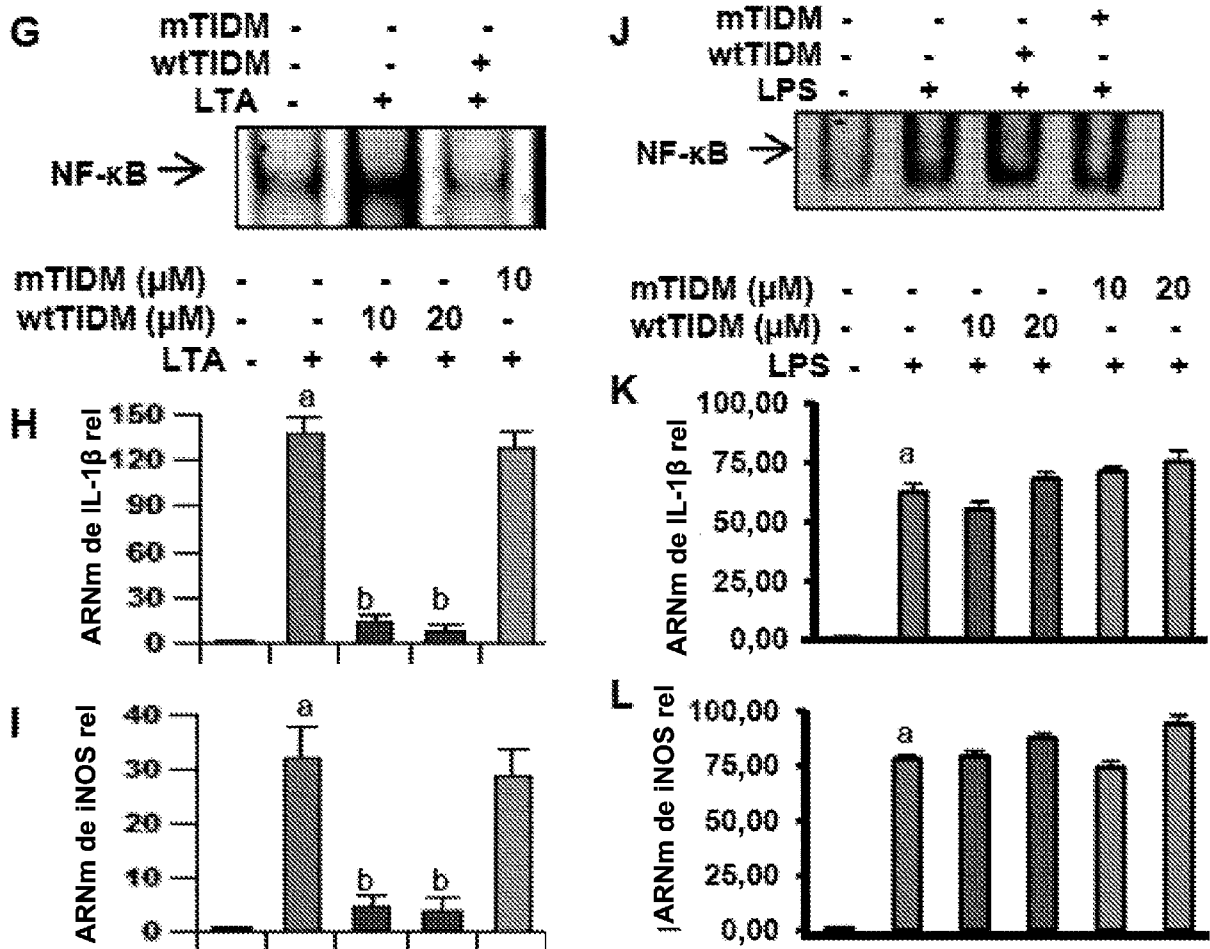 G
mTIDM - - -
wtTIDM - - +
LTA - + +
NF-κB
mTIDM (µM) - - - - 10
wtTIDM (µM) - - 10 20 -
LTA - + + + +
H
ARNm de IL-1β rel
150
120
90
60
30
0
a
b
b
I
ARNm de iNOS rel
40
30
20
10
0
a
b
b
J
mTIDM - - - +
wtTIDM - - + -
LPS - + + +
NF-κB
mTIDM (µM) - - - - 10 20
wtTIDM (µM) - - 10 20 - -
LPS - + + + + +
K
ARNm de IL-1β rel
100,00
75,00
50,00
25,00
0,00
a
L
ARNm de iNOS rel
100,00
75,00
50,00
25,00
0,00
a